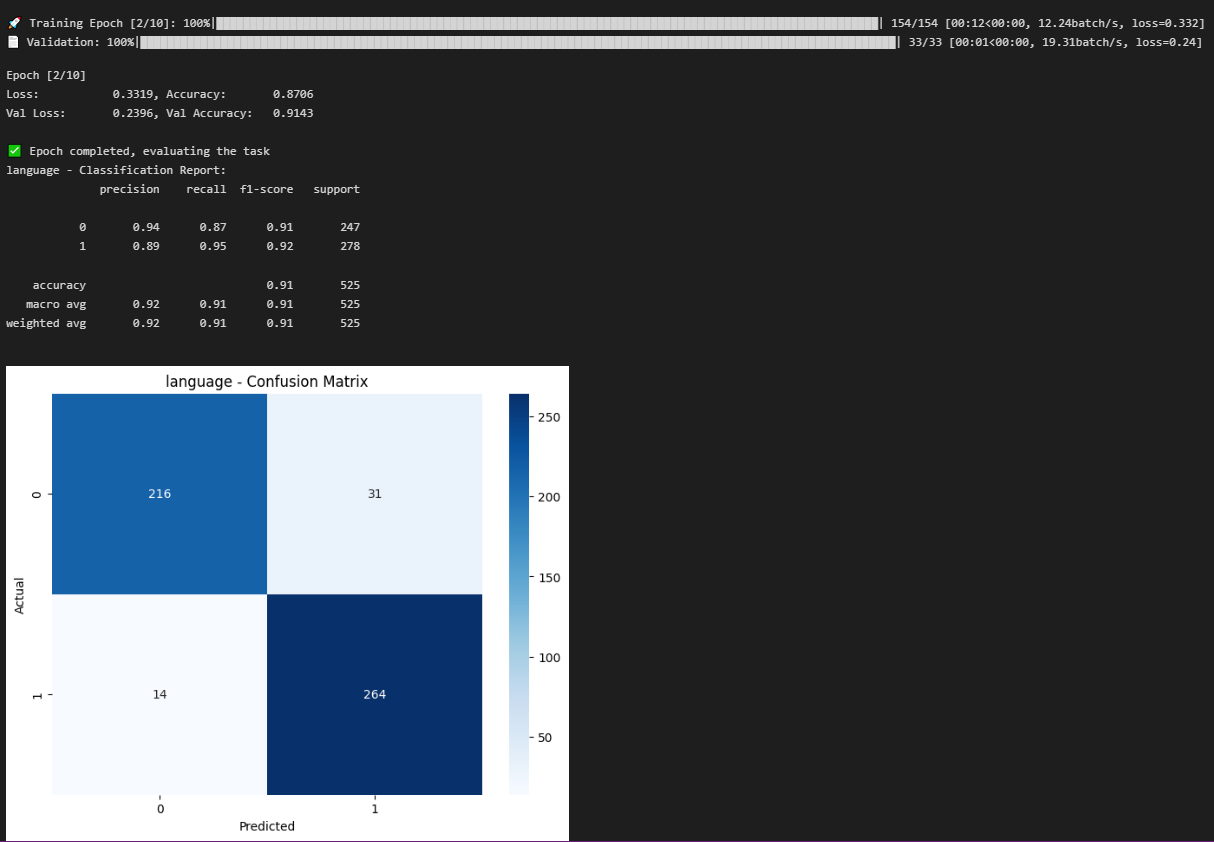 🚀 Training Epoch [2/10]: 100%| | 154/154 [00:12<00:00, 12.24batch/s, loss=0.332]
📄 Validation: 100%| | 33/33 [00:01<00:00, 19.31batch/s, loss=0.24]
Epoch [2/10]
Loss: 0.3319, Accuracy: 0.8706
Val Loss: 0.2396, Val Accuracy: 0.9143
✅ Epoch completed, evaluating the task
language - Classification Report:
precision recall f1-score support
0 0.94 0.87 0.91 247
1 0.89 0.95 0.92 278
accuracy 0.91 525
macro avg 0.92 0.91 0.91 525
weighted avg 0.92 0.91 0.91 525
language - Confusion Matrix
250
0 216 31
200
150
Actual
100
1 14 264
50
0 1
Predicted